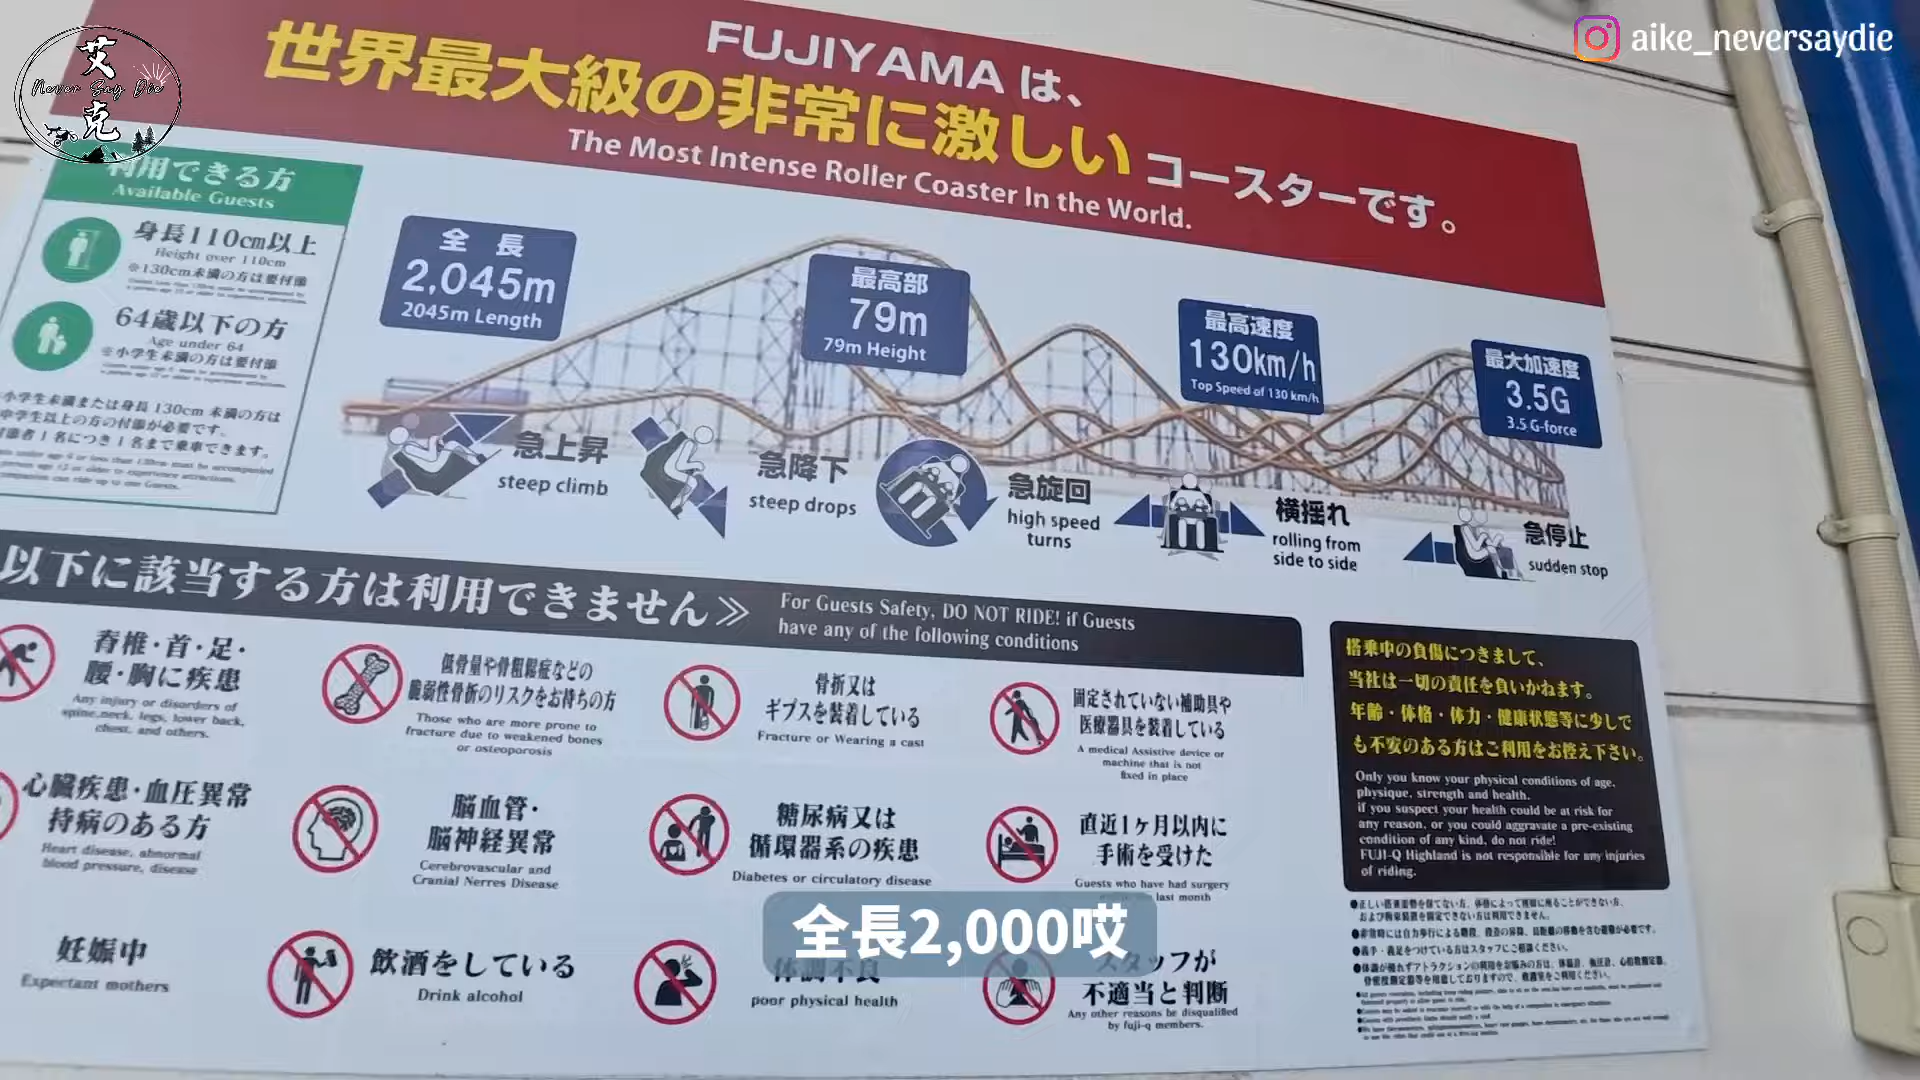 艾克
Never Say Die
aike_neversaydie
FUJIYAMA は、
世界最大級の非常に激しい コースターです。
The Most Intense Roller Coaster In the World.
利用できる方
Available Guests
身長110cm以上
Height over 110cm
※130cm未満の方は要付添
64歳以下の方
Age under 64
※小学生未満の方は要付添
小学生未満または身長 130cm 未満の方は
中学生以上の方の付添が必要です。
付添者1名につき1名まで乗車できます。
全 長
2,045m
2045m Length
最高部
79m
79m Height
最高速度
130km/h
Top Speed of 130 km/h
最大加速度
3.5G
3.5 G-force
急上昇
steep climb
急降下
steep drops
急旋回
high speed
turns
横揺れ
rolling from
side to side
急停止
sudden stop
以下に該当する方は利用できません≫
For Guests Safety, DO NOT RIDE! if Guests
have any of the following conditions
脊椎・首・足・
腰・胸に疾患
Any injury or disorders of
spine,neck, legs, lower back,
chest, and others.
低骨量や骨粗鬆症などの
脆弱性骨折のリスクをお持ちの方
Those who are more prone to
fracture due to weakened bones
or osteoporosis
骨折又は
ギプスを装着している
Fracture or Wearing a cast
固定されていない補助具や
医療器具を装着している
A medical Assistive device or
machine that is not
fixed in place
心臓疾患・血圧異常
持病のある方
Heart disease, abnormal
blood pressure, disease
脳血管・
脳神経異常
Cerebrovascular and
Cranial Nerres Disease
糖尿病又は
循環器系の疾患
Diabetes or circulatory disease
直近1ヶ月以内に
手術を受けた
Guests who have had surgery
last month
妊娠中
Expectant mothers
飲酒をしている
Drink alcohol
体調不良
poor physical health
スタッフが
不適当と判断
Any other reasons be disqualified
by fuji-q members.
搭乗中の負傷につきまして、
当社は一切の責任を負いかねます。
年齢・体格・体力・健康状態等に少しで
も不安のある方はご利用をお控え下さい。
Only you know your physical conditions of age,
physique, strength and health.
if you suspect your health could be at risk for
any reason, or you could aggravate a pre-existing
condition of any kind, do not ride!
FUJI-Q Highland is not responsible for any injuries
of riding.
全長2,000哎